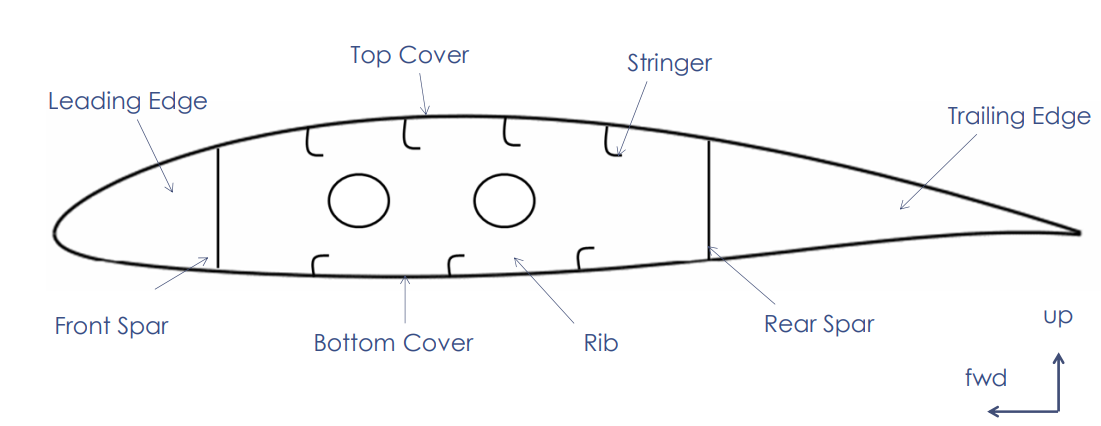 Top Cover
Stringer
Leading Edge
Trailing Edge
Front Spar
Bottom Cover
Rib
Rear Spar
up
fwd